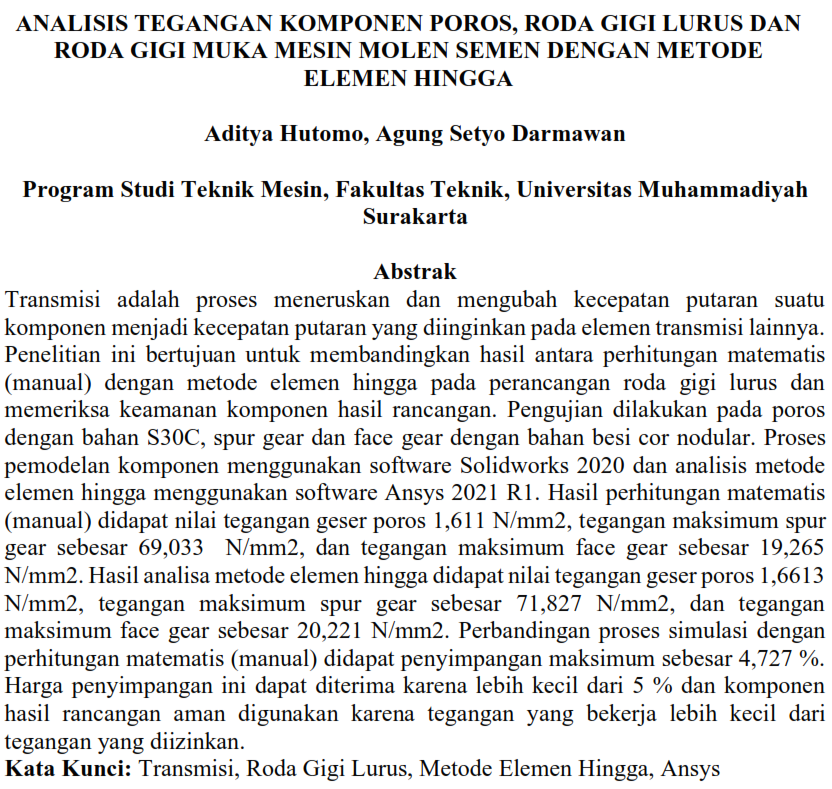 ANALISIS TEGANGAN KOMPONEN POROS, RODA GIGI LURUS DAN
RODA GIGI MUKA MESIN MOLEN SEMEN DENGAN METODE
ELEMEN HINGGA
Aditya Hutomo, Agung Setyo Darmawan
Program Studi Teknik Mesin, Fakultas Teknik, Universitas Muhammadiyah
Surakarta
Abstrak
Transmisi adalah proses meneruskan dan mengubah kecepatan putaran suatu
komponen menjadi kecepatan putaran yang diinginkan pada elemen transmisi lainnya.
Penelitian ini bertujuan untuk membandingkan hasil antara perhitungan matematis
(manual) dengan metode elemen hingga pada perancangan roda gigi lurus dan
memeriksa keamanan komponen hasil rancangan. Pengujian dilakukan pada poros
dengan bahan S30C, spur gear dan face gear dengan bahan besi cor nodular. Proses
pemodelan komponen menggunakan software Solidworks 2020 dan analisis metode
elemen hingga menggunakan software Ansys 2021 R1. Hasil perhitungan matematis
(manual) didapat nilai tegangan geser poros 1,611 N/mm2, tegangan maksimum spur
gear sebesar 69,033 N/mm2, dan tegangan maksimum face gear sebesar 19,265
N/mm2. Hasil analisa metode elemen hingga didapat nilai tegangan geser poros 1,6613
N/mm2, tegangan maksimum spur gear sebesar 71,827 N/mm2, dan tegangan
maksimum face gear sebesar 20,221 N/mm2. Perbandingan proses simulasi dengan
perhitungan matematis (manual) didapat penyimpangan maksimum sebesar 4,727 %.
Harga penyimpangan ini dapat diterima karena lebih kecil dari 5 % dan komponen
hasil rancangan aman digunakan karena tegangan yang bekerja lebih kecil dari
tegangan yang diizinkan.
Kata Kunci: Transmisi, Roda Gigi Lurus, Metode Elemen Hingga, Ansys